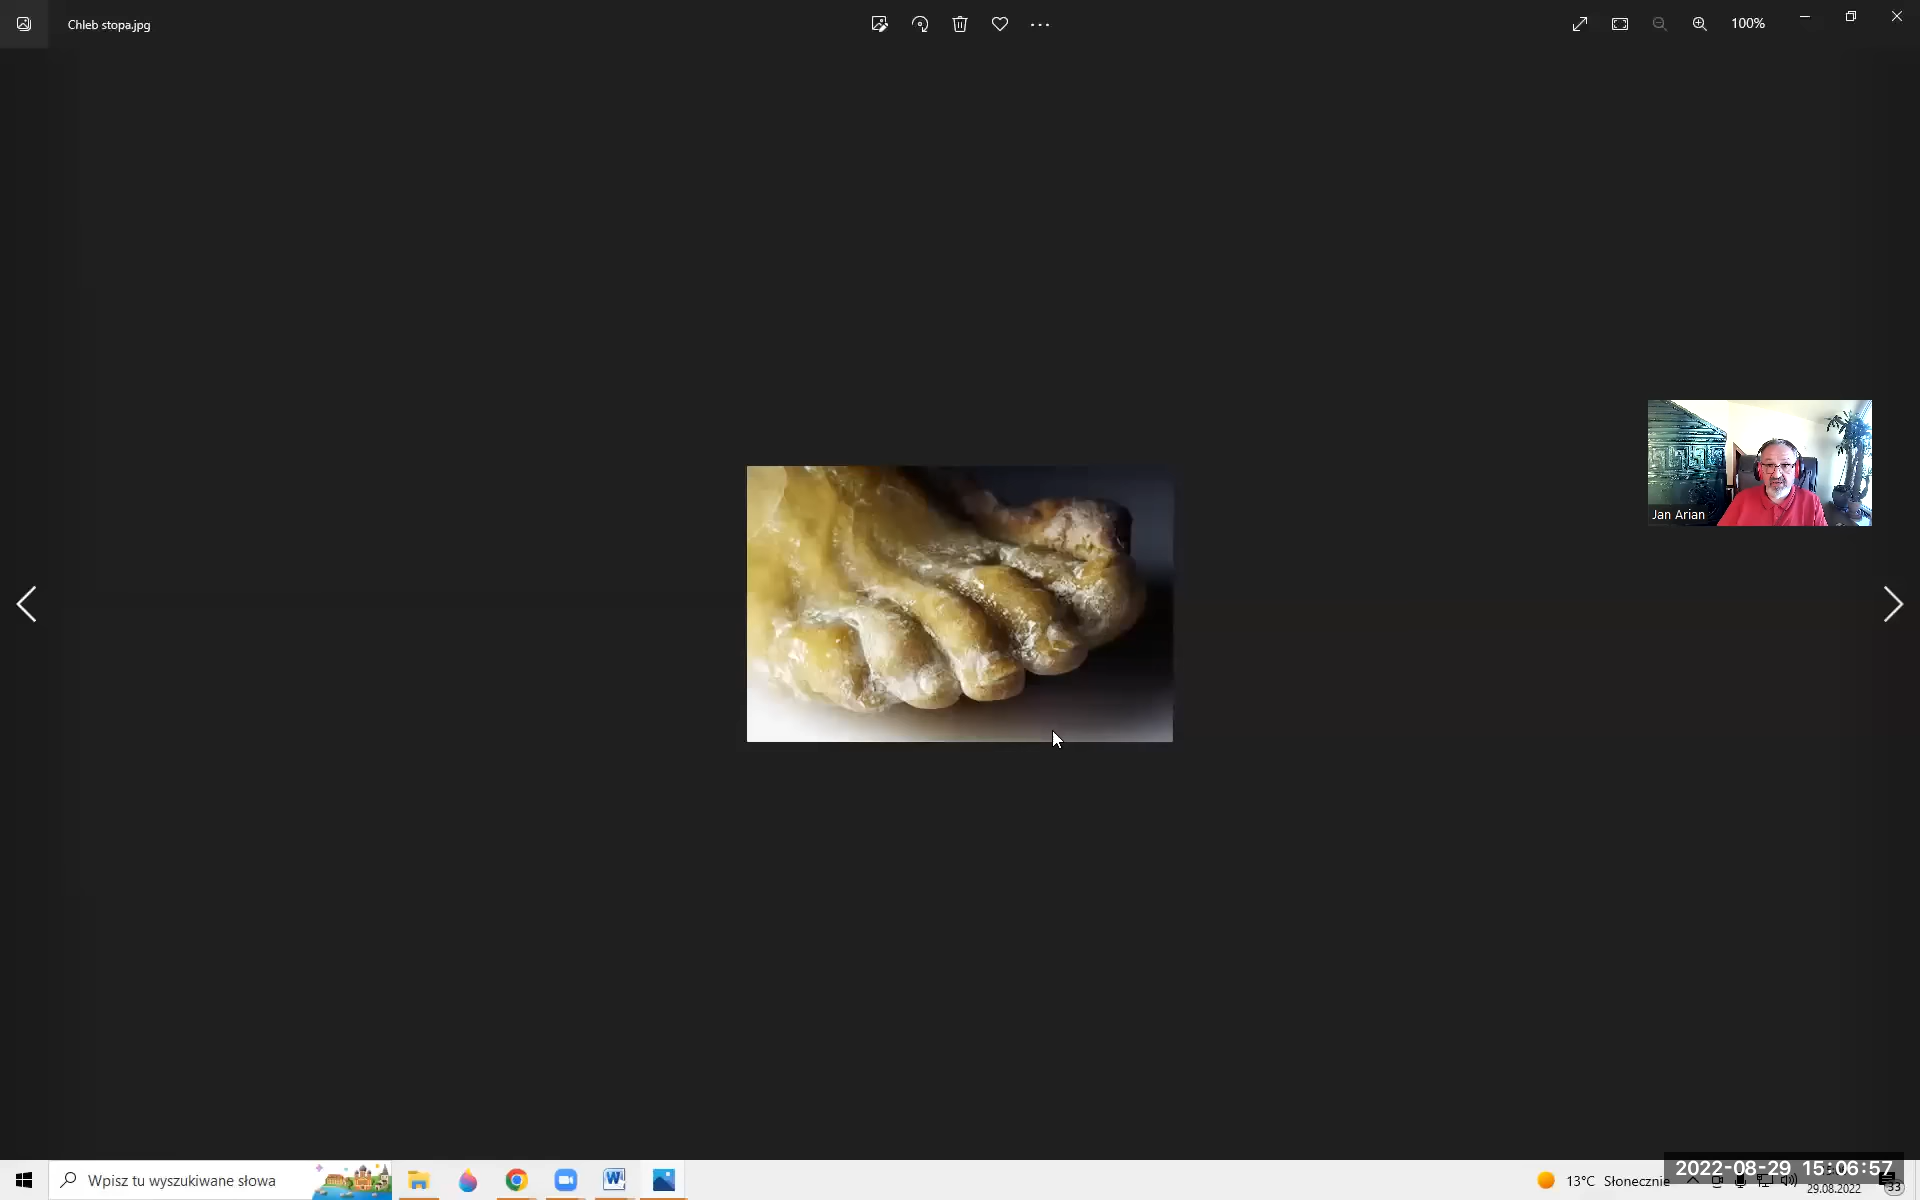 Chleb stopa.jpg
100%
Jan Arian
Wpisz tu wyszukiwane słowa
13°C Słonecznie
2022-08-29 15:06:57
29.08.2022
33